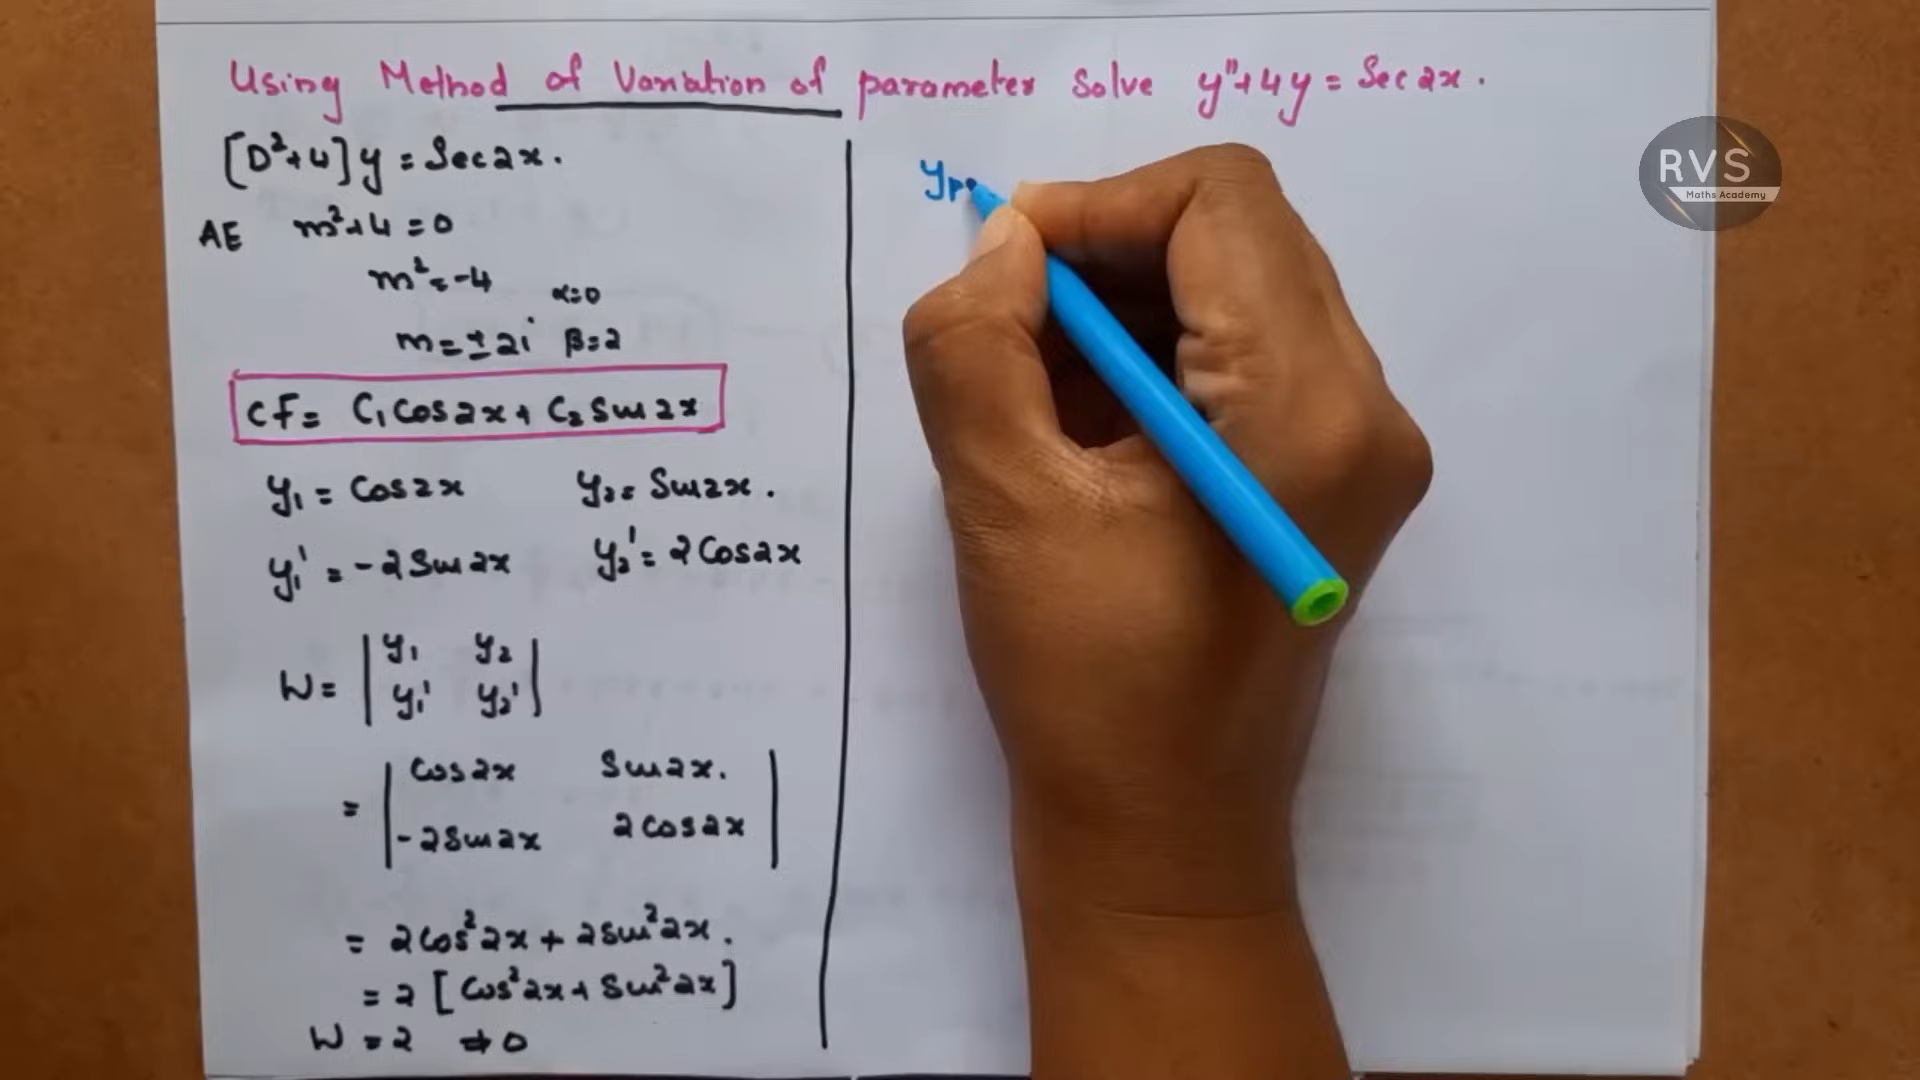 Using Method of Variation of parameter Solve y"+4y = Sec2x.
[D²+4]y = Sec2x.
AE m²+4 = 0
m² = -4 α=0
m = ±2i β=2
CF = C₁Cos2x + C₂Sin2x
y₁ = Cos2x y₂ = Sin2x.
y₁' = -2Sin2x y₂' = 2Cos2x
W = | y₁ y₂ |
| y₁' y₂' |
= | Cos2x Sin2x. |
| -2Sin2x 2Cos2x |
= 2Cos²2x + 2Sin²2x.
= 2[Cos²2x + Sin²2x]
W = 2 ≠ 0
yp
RVS
Maths Academy